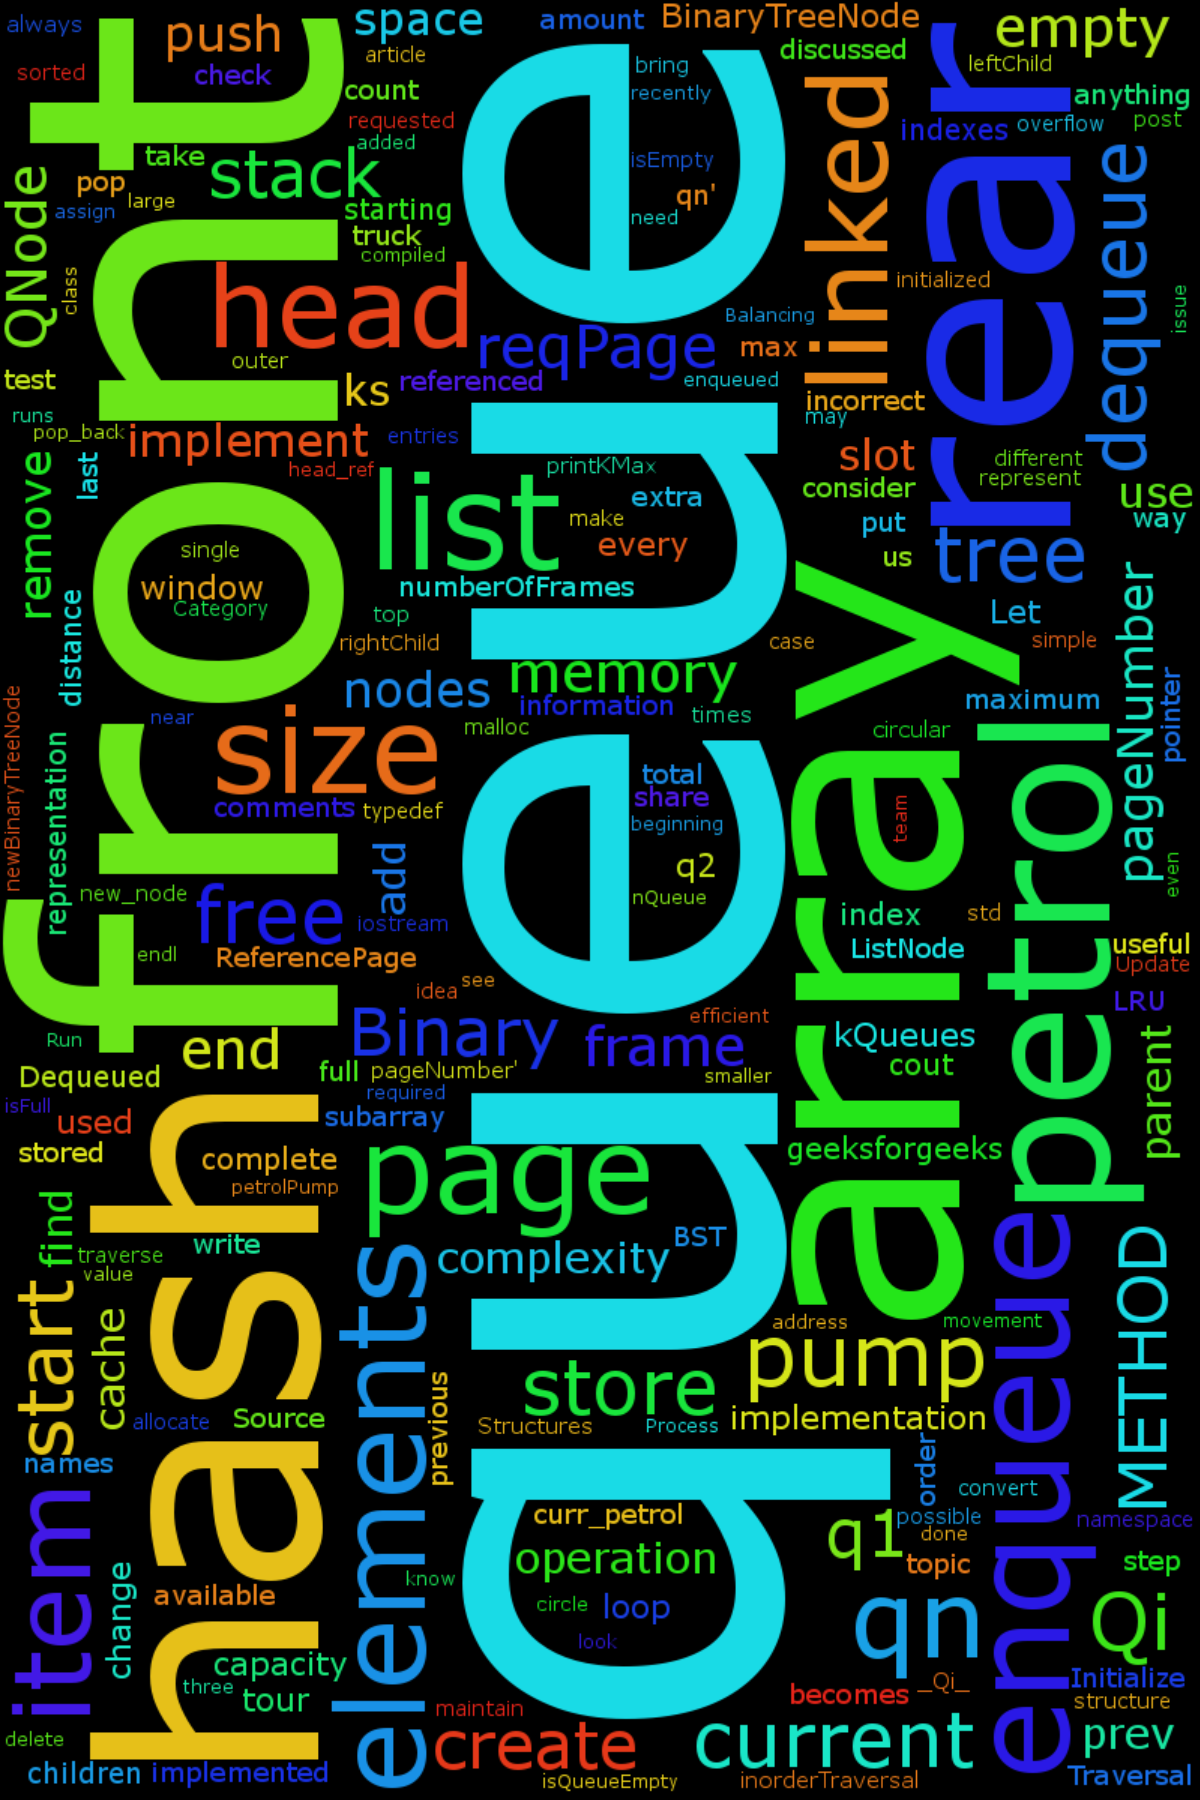 always
push
space
amount
BinaryTreeNode
empty
sorted
check
article
discussed
leftChild
count
bring
recently
anything
requested
added
indexes
overflow
post
take
stack
isEmpty
linked
rear
pop
large
assign
starting
qn'
need
QNode
class
truck
compiled
dequeue
front
head
queue
initialized
issue
outer
Balancing
reqPage
max
test
ks
referenced
enqueued
incorrect
may
runs
pop_back
implement
entries
head_ref
printKMax
slot
different
represent
remove
last
list
extra
consider
use
way
make
every
put
us
single
window
Category
numberOfFrames
tree
distance
top
rightChild
case
Let
simple
memory
nodes
information
times
maximum
pageNumber
pointer
near
size
malloc
circular
newBinaryTreeNode
representation
comments
typedef
total
share
beginning
array
team
petrol
add
q2
nQueue
even
new_node
free
iostream
index
std
endl
ReferencePage
ListNode
useful
Update
idea
see
LRU
Run
end
Binary
frame
efficient
kQueues
cout
parent
Dequeued
full
pageNumber'
smaller
isFull
used
required
subarray
stored
complete
petrolPump
page
geeksforgeeks
find
hash
write
traverse
value
complexity
BST
start
cache
elements
address
movement
METHOD
enqueue
pump
store
previous
allocate
Source
Structures
Process
implementation
names
order
convert
item
curr_petrol
q1
possible
done
namespace
operation
topic
step
change
available
know
circle
loop
look
qn
Qi
capacity
three
tour
maintain
becomes
_Qi_
Initialize
structure
delete
create
current
prev
children
implemented
isQueueEmpty
inorderTraversal
Traversal